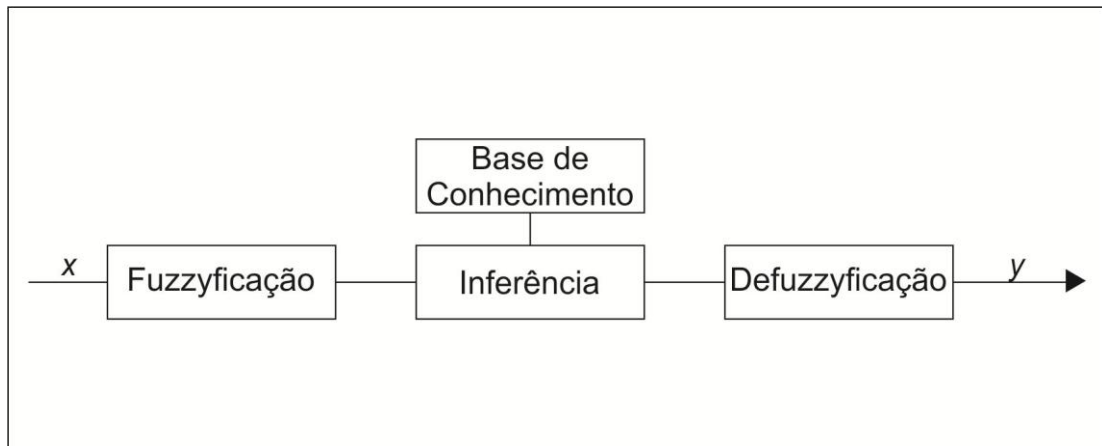 Base de
Conhecimento
x
Fuzzyficação
Inferência
Defuzzyficação
y